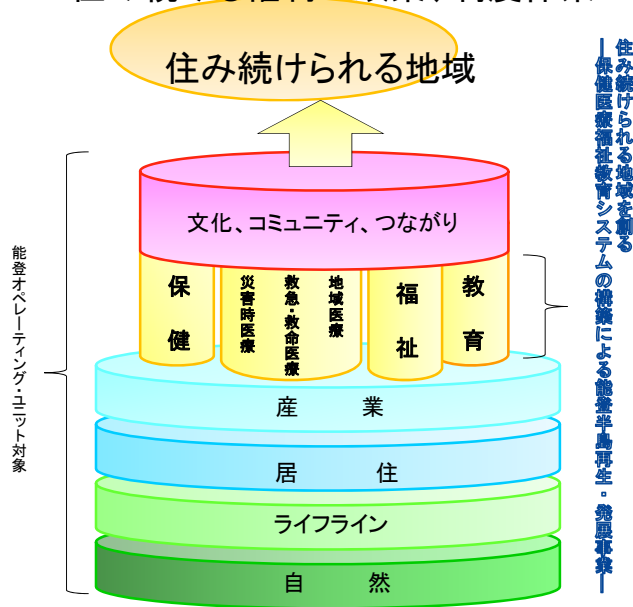 住み続けられる地域
文化、コミュニティ、つながり
保健
災害時医療
救急・救命医療
地域医療
福祉
教育
産業
居住
ライフライン
自然
能登オペレーティング・ユニット対象
住み続けられる地域を創る
―保健医療福祉教育システムの構築による能登半島再生・発展事業―